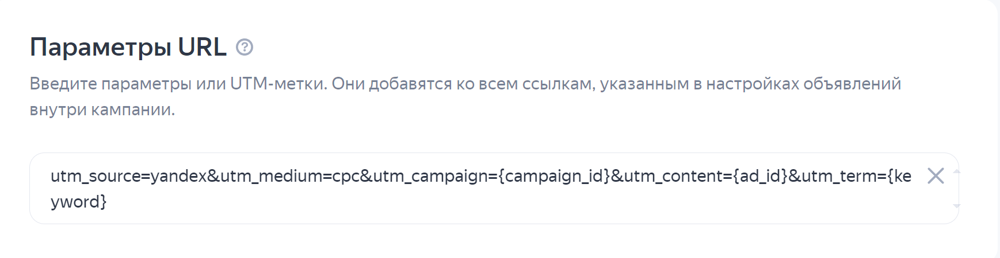 Параметры URL ?
Введите параметры или UTM-метки. Они добавятся ко всем ссылкам, указанным в настройках объявлений
внутри кампании.
utm_source=yandex&utm_medium=cpc&utm_campaign={campaign_id}&utm_content={ad_id}&utm_term={ke
yword}